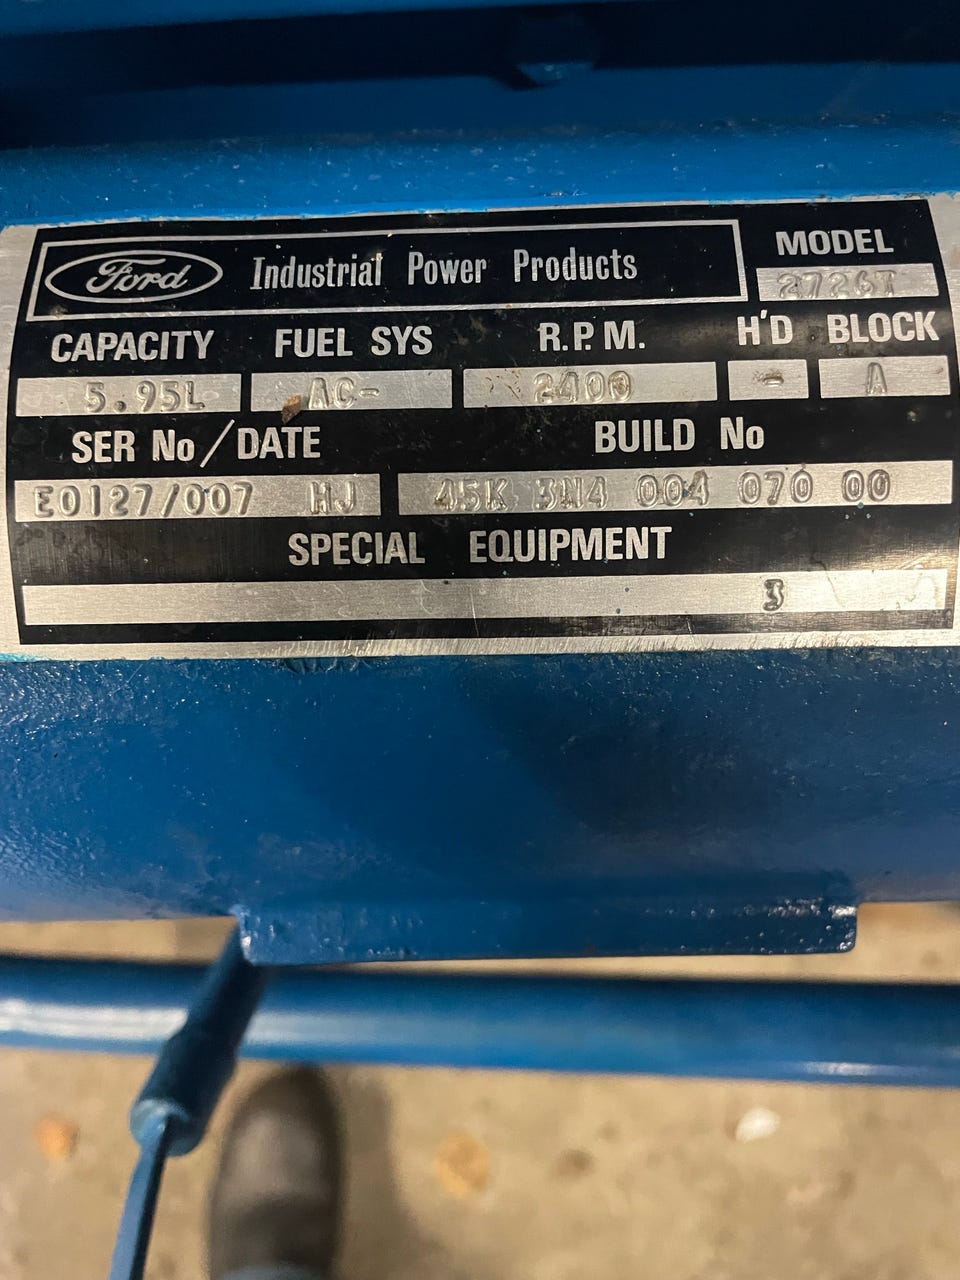 Ford Industrial Power Products MODEL
2726T
CAPACITY FUEL SYS R.P.M. H'D BLOCK
5.95L AC- 2400 - A
SER No/DATE BUILD No
E0127/007 HJ 45K 3N4 004 070 00
SPECIAL EQUIPMENT
3